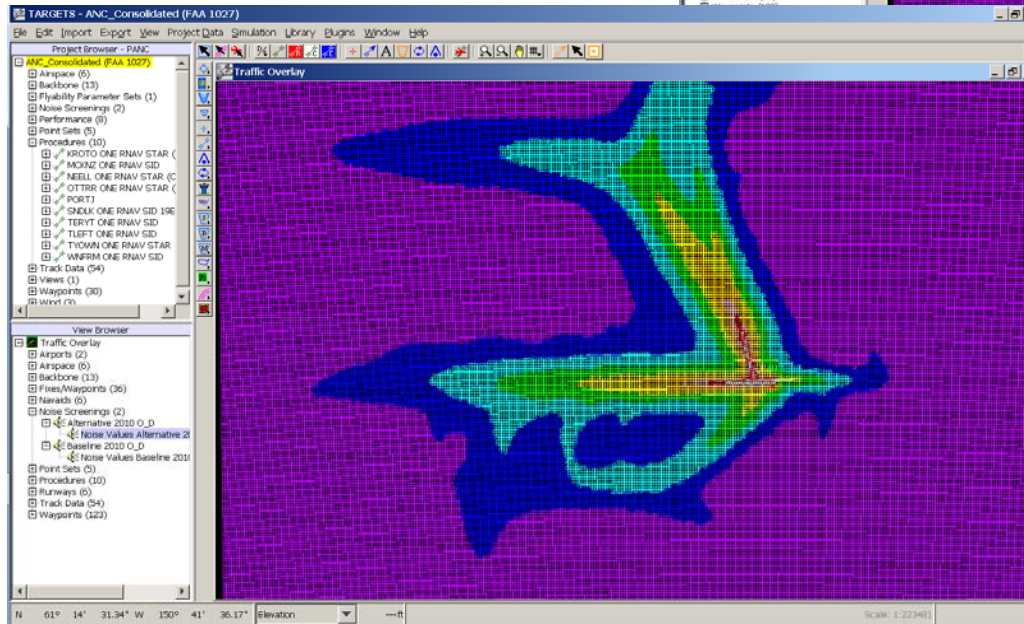 TARGETS - ANC_Consolidated (FAA 1027)
File Edit Import Export View Project Data Simulation Library Plugins Window Help
Project Browser - PANC
ANC_Consolidated (FAA 1027)
Airspace (6)
Backbone (13)
Flyability Parameter Sets (1)
Noise Screenings (2)
Performance (8)
Point Sets (5)
Procedures (10)
KROTO ONE RNAV STAR (
MCKNZ ONE RNAV SID
NEELL ONE RNAV STAR (C
OTTRR ONE RNAV STAR (
PORTJ
SNDLK ONE RNAV SID 19E
TERYT ONE RNAV SID
TLEFT ONE RNAV SID
TYOWN ONE RNAV STAR
WNFRM ONE RNAV SID
Track Data (54)
Views (1)
Waypoints (30)
Wind (3)
View Browser
Traffic Overlay
Airports (2)
Airspace (6)
Backbone (13)
Fixes/Waypoints (36)
Navaids (6)
Noise Screenings (2)
Alternative 2010 O_D
Noise Values Alternative 20
Baseline 2010 O_D
Noise Values Baseline 2010
Point Sets (5)
Procedures (10)
Runways (6)
Track Data (54)
Waypoints (123)
Traffic Overlay
N 61° 14' 31.34" W 150° 41' 36.17" Elevation ---ft Scale: 1:223481